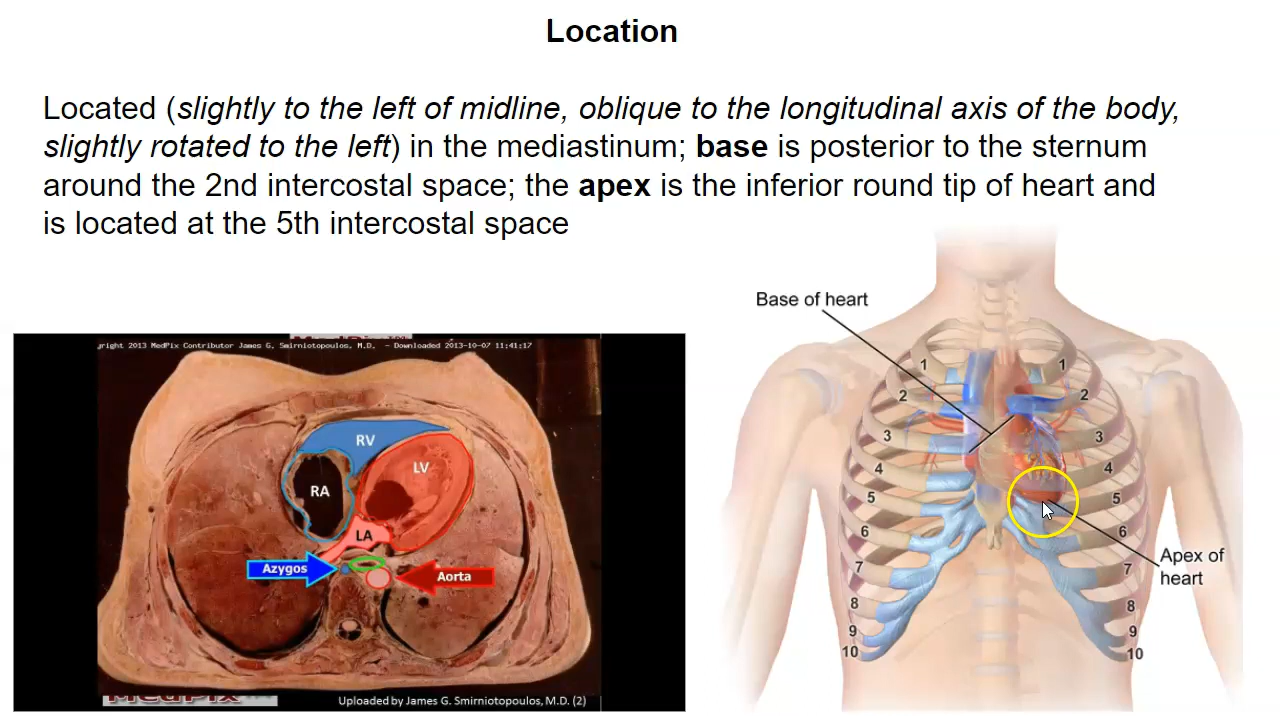 Location
Located (slightly to the left of midline, oblique to the longitudinal axis of the body,
slightly rotated to the left) in the mediastinum; base is posterior to the sternum
around the 2nd intercostal space; the apex is the inferior round tip of heart and
is located at the 5th intercostal space
yright 2013 MedPix Contributor James G. Smirniotopoulos, M.D. - Downloaded 2013-10-07 11:41:17
RV
LV
RA
LA
Azygos
Aorta
Uploaded by James G. Smirniotopoulos, M.D. (2)
Base of heart
1 1
2 2
3 3
4 4
5 5
6 6
7 7
8 8
9 9
10 10
Apex of
heart